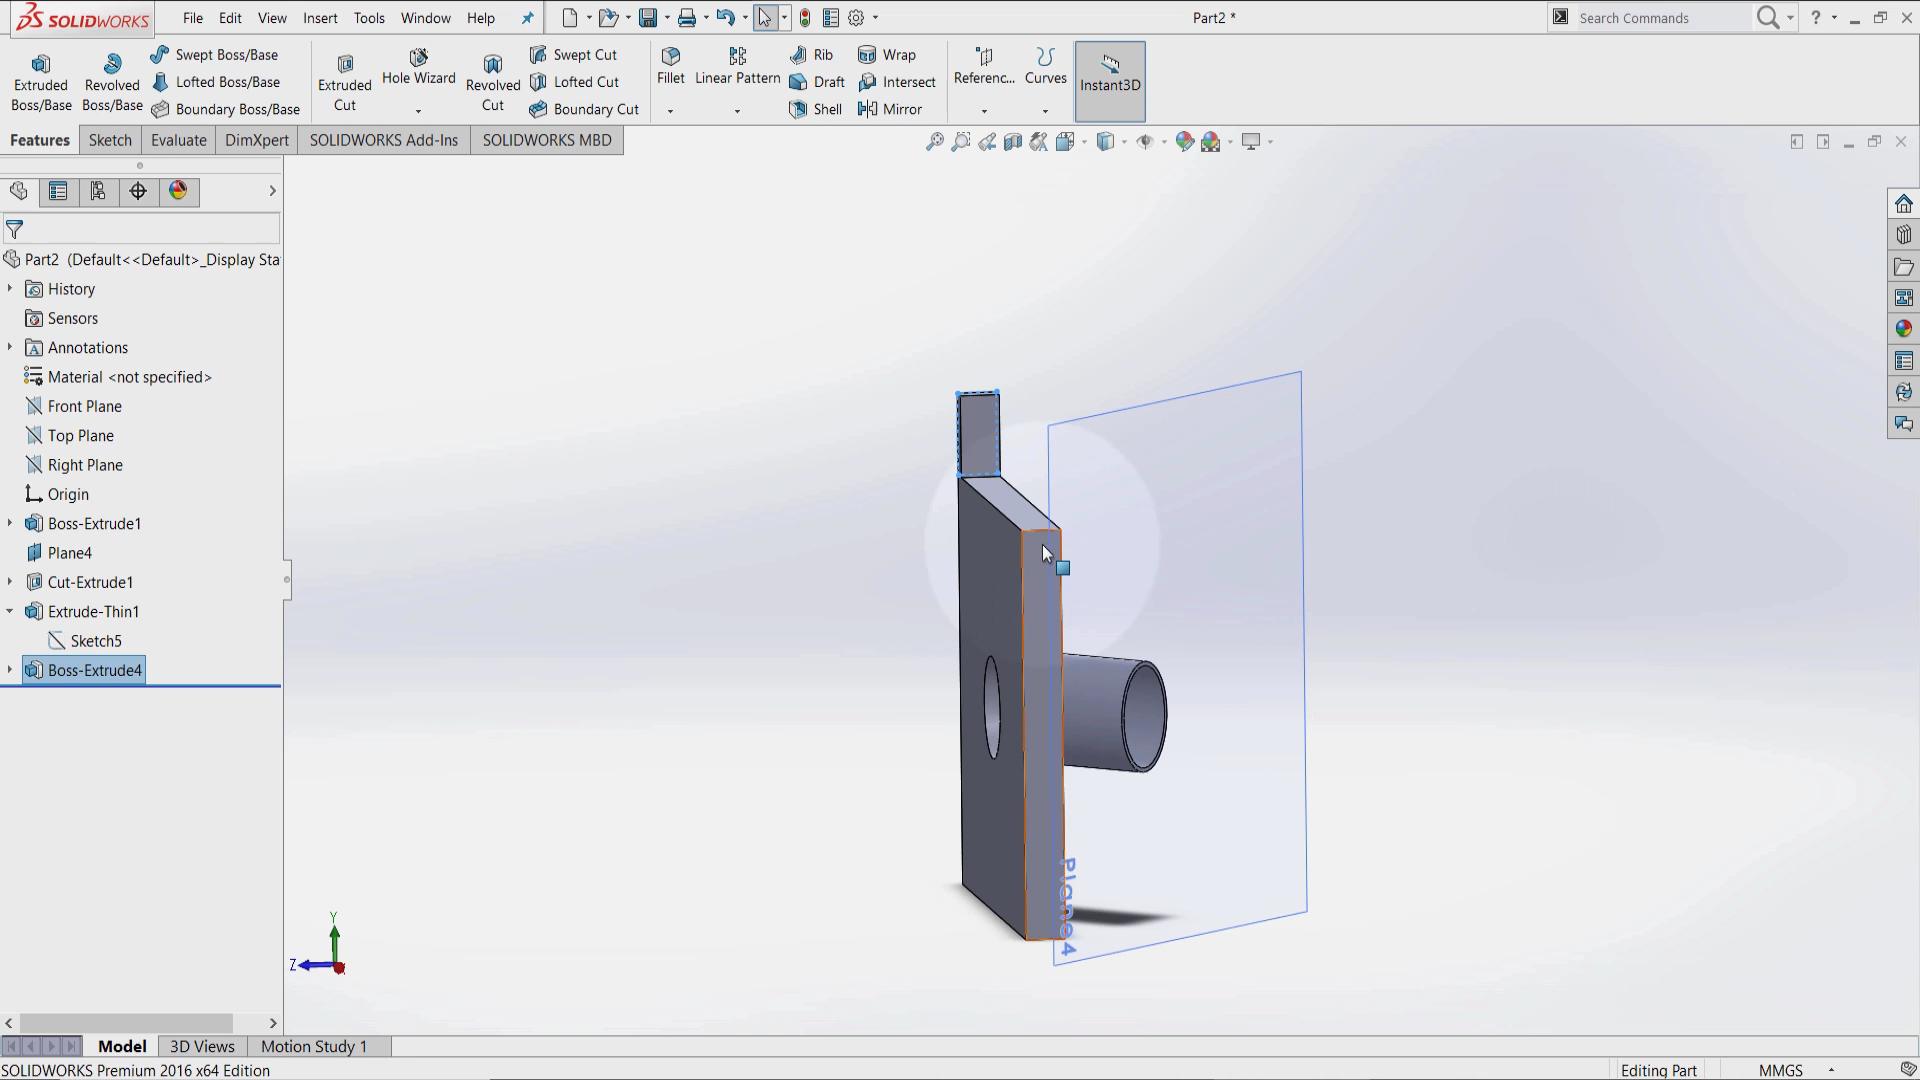 SOLIDWORKS
File Edit View Insert Tools Window Help
Part2 *
Search Commands
?
Extruded Boss/Base
Revolved Boss/Base
Swept Boss/Base
Lofted Boss/Base
Boundary Boss/Base
Extruded Cut
Hole Wizard
Revolved Cut
Swept Cut
Lofted Cut
Boundary Cut
Fillet
Linear Pattern
Rib
Draft
Shell
Wrap
Intersect
Mirror
Referenc...
Curves
Instant3D
Features Sketch Evaluate DimXpert SOLIDWORKS Add-Ins SOLIDWORKS MBD
Part2 (Default<<Default>_Display Sta
History
Sensors
A Annotations
Material <not specified>
Front Plane
Top Plane
Right Plane
Origin
Boss-Extrude1
Plane4
Cut-Extrude1
Extrude-Thin1
Sketch5
Boss-Extrude4
Plane4
Y
Z
Model 3D Views Motion Study 1
SOLIDWORKS Premium 2016 x64 Edition
Editing Part
MMGS